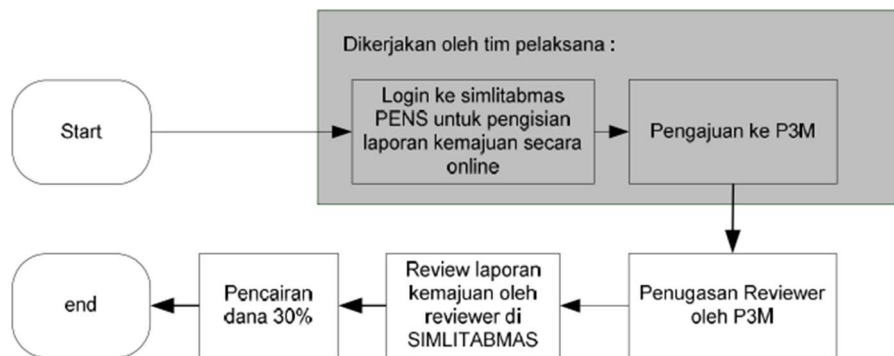 Dikerjakan oleh tim pelaksana :
Start
Login ke simlitabmas
PENS untuk pengisian
laporan kemajuan secara
online
Pengajuan ke P3M
Penugasan Reviewer
oleh P3M
Review laporan
kemajuan oleh
reviewer di
SIMLITABMAS
Pencairan
dana 30%
end